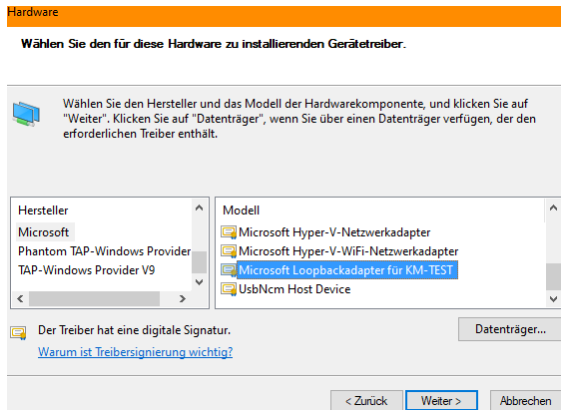 Hardware
Wählen Sie den für diese Hardware zu installierenden Gerätetreiber.
Wählen Sie den Hersteller und das Modell der Hardwarekomponente, und klicken Sie auf
"Weiter". Klicken Sie auf "Datenträger", wenn Sie über einen Datenträger verfügen, der den
erforderlichen Treiber enthält.
Hersteller
Microsoft
Phantom TAP-Windows Provider
TAP-Windows Provider V9
Modell
Microsoft Hyper-V-Netzwerkadapter
Microsoft Hyper-V-WiFi-Netzwerkadapter
Microsoft Loopbackadapter für KM-TEST
UsbNcm Host Device
Der Treiber hat eine digitale Signatur.
Warum ist Treibersignierung wichtig?
Datenträger...
< Zurück
Weiter >
Abbrechen